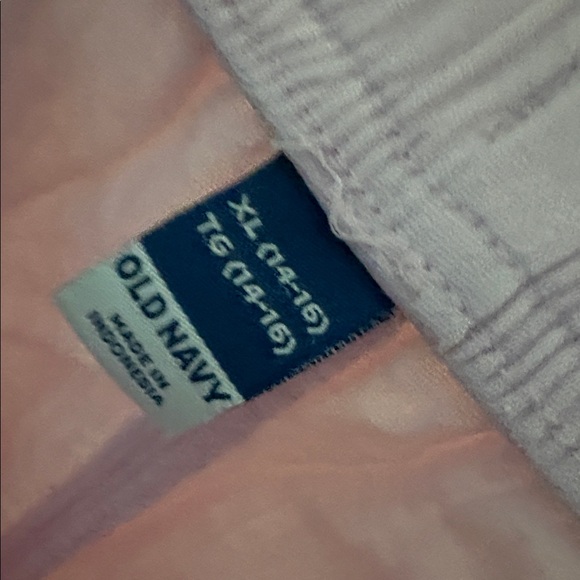 XL (14-16)
TG (14-16)
OLD NAVY
MADE IN
INDONESIA